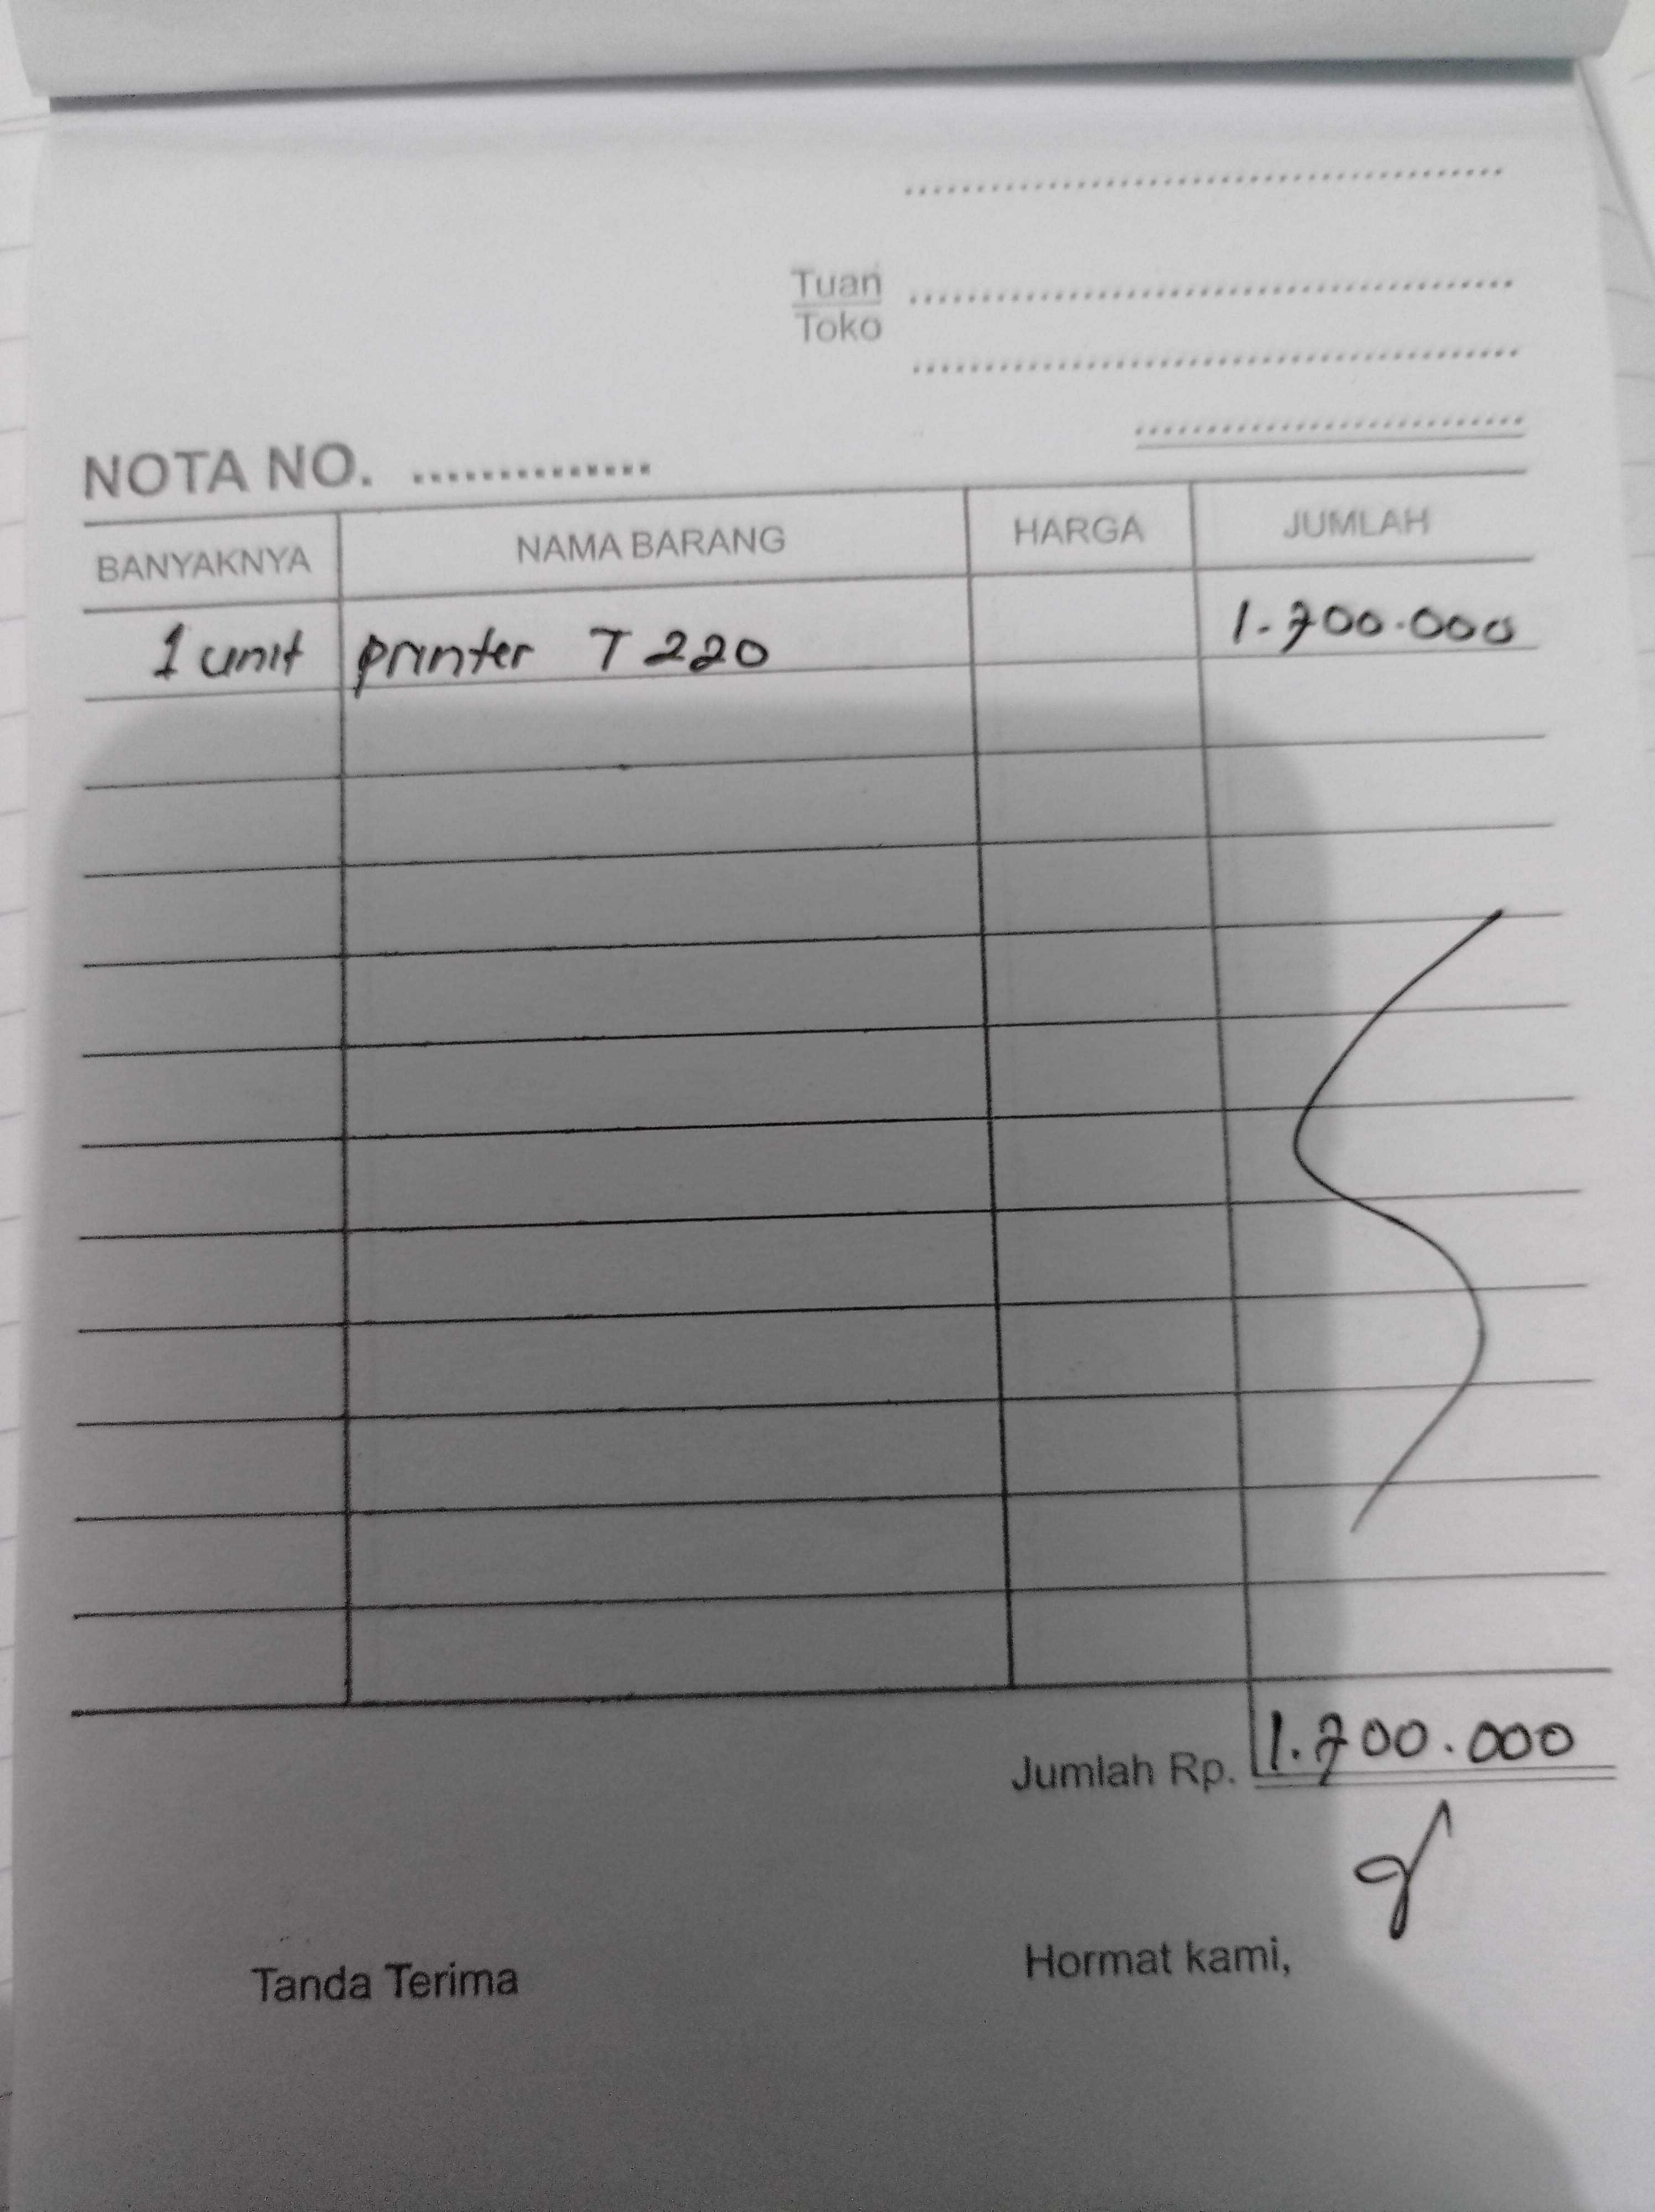 Tuan
Toko
NOTA NO. ..............
BANYAKNYA NAMA BARANG HARGA JUMLAH
1 unit printer T 220 1.700.000
Jumlah Rp. 1.700.000
Tanda Terima Hormat kami,